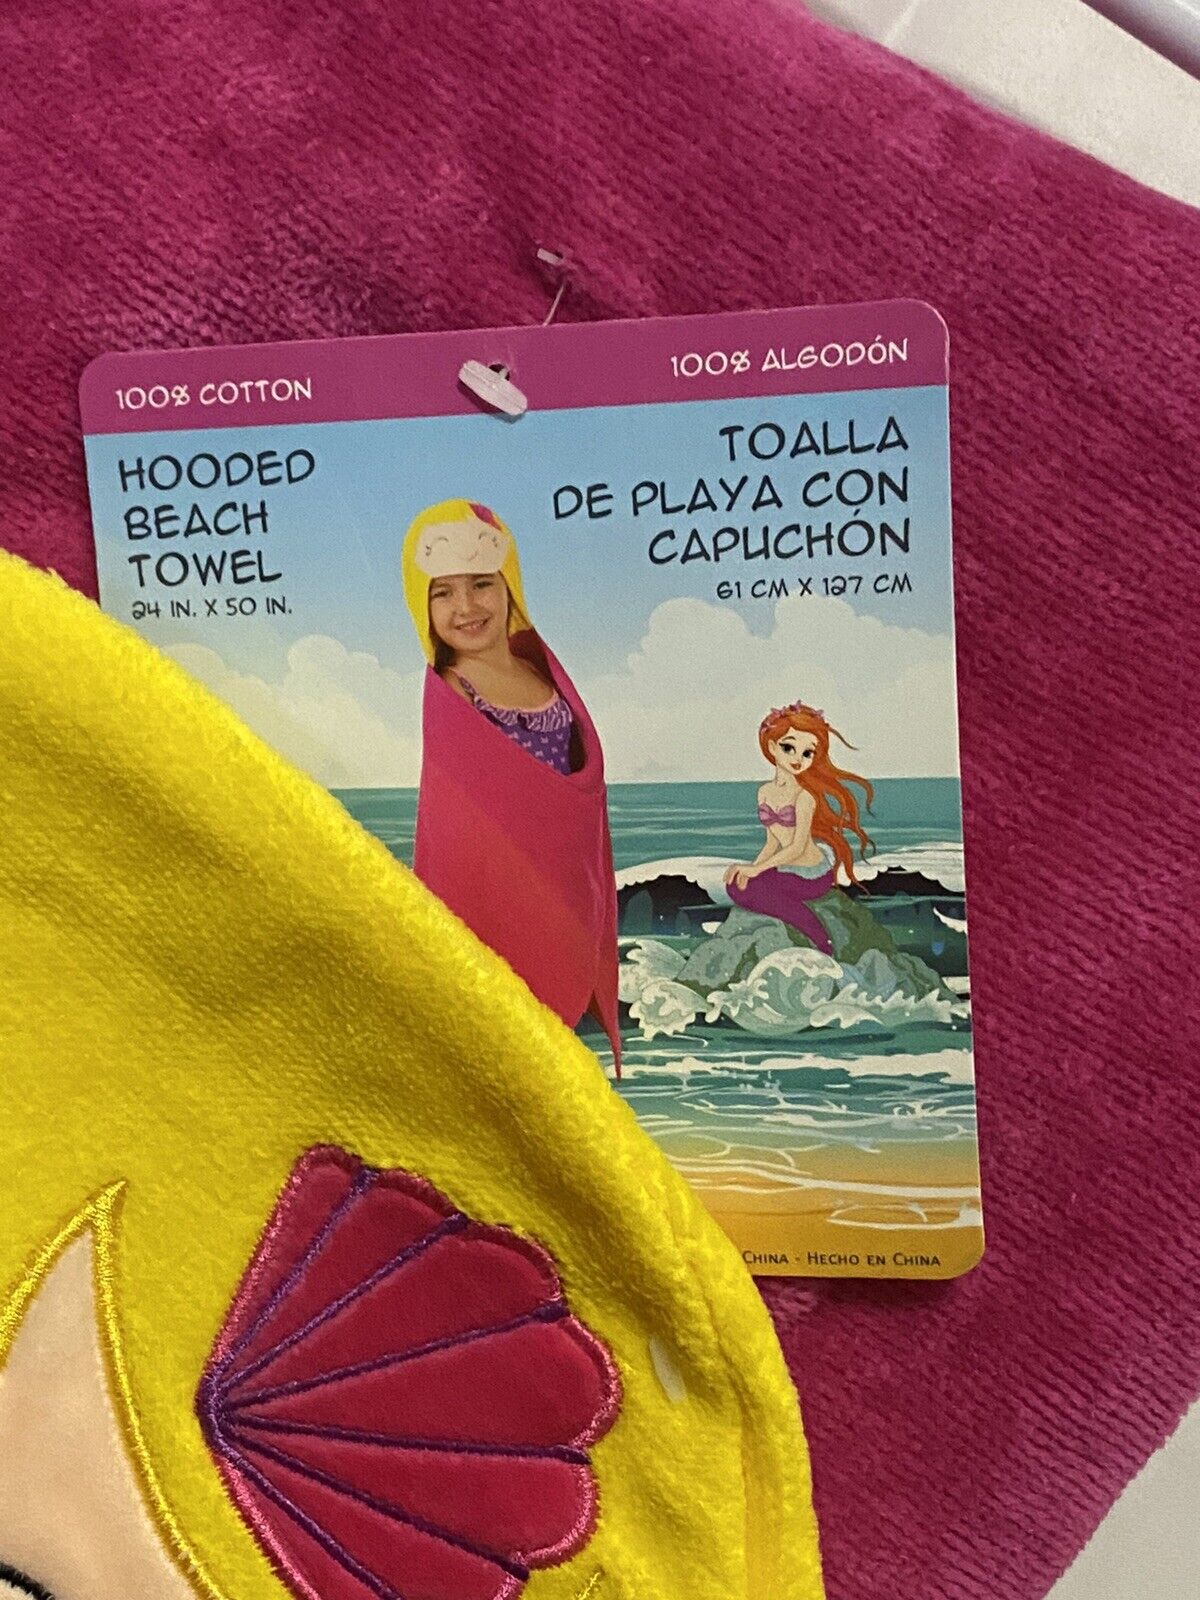 100% COTTON
100% ALGODÓN
HOODED
BEACH
TOWEL
24 IN. X 50 IN.
TOALLA
DE PLAYA CON
CAPUCHÓN
61 CM X 127 CM
CHINA - HECHO EN CHINA